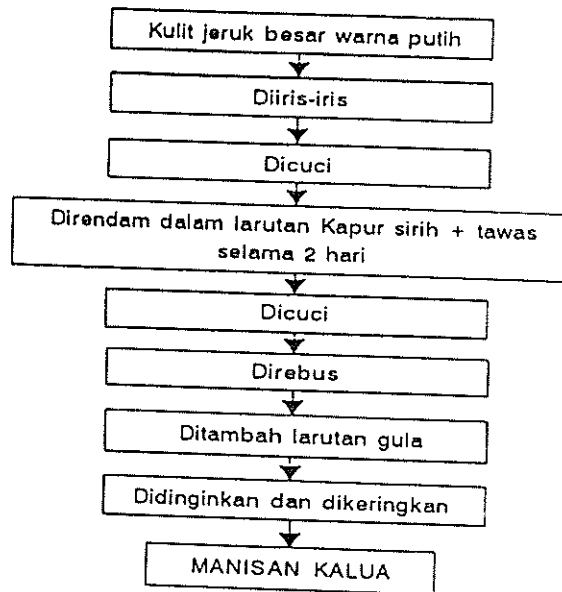 Kulit jeruk besar warna putih
Diiris-iris
Dicuci
Direndam dalam larutan Kapur sirih + tawas
selama 2 hari
Dicuci
Direbus
Ditambah larutan gula
Didinginkan dan dikeringkan
MANISAN KALUA